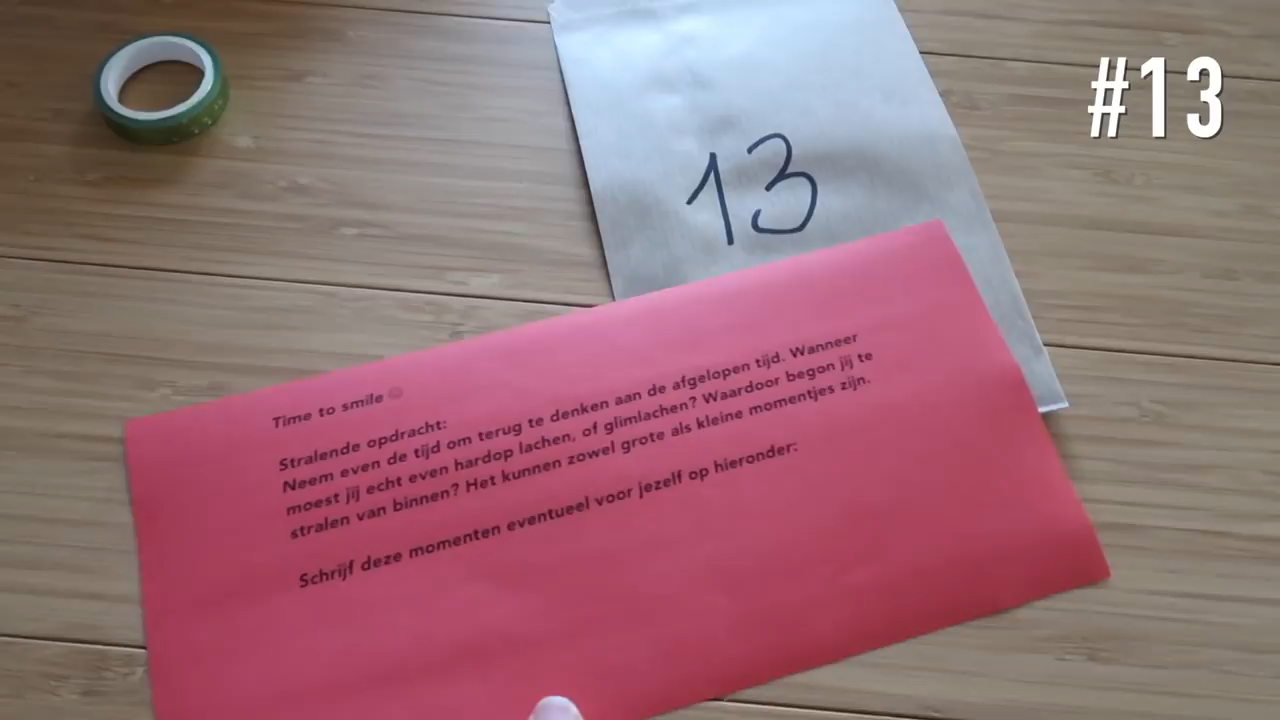 #13
13
Time to smile ☺
Stralende opdracht:
Neem even de tijd om terug te denken aan de afgelopen tijd. Wanneer
moest jij echt even hardop lachen, of glimlachen? Waardoor begon jij te
stralen van binnen? Het kunnen zowel grote als kleine momentjes zijn.
Schrijf deze momenten eventueel voor jezelf op hieronder: